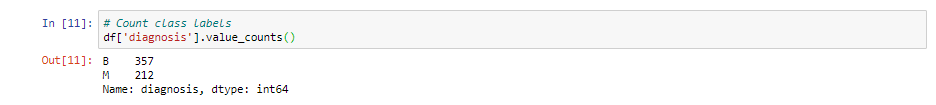 In [11]: # Count class labels
df['diagnosis'].value_counts()
Out[11]: B    357
M    212
Name: diagnosis, dtype: int64